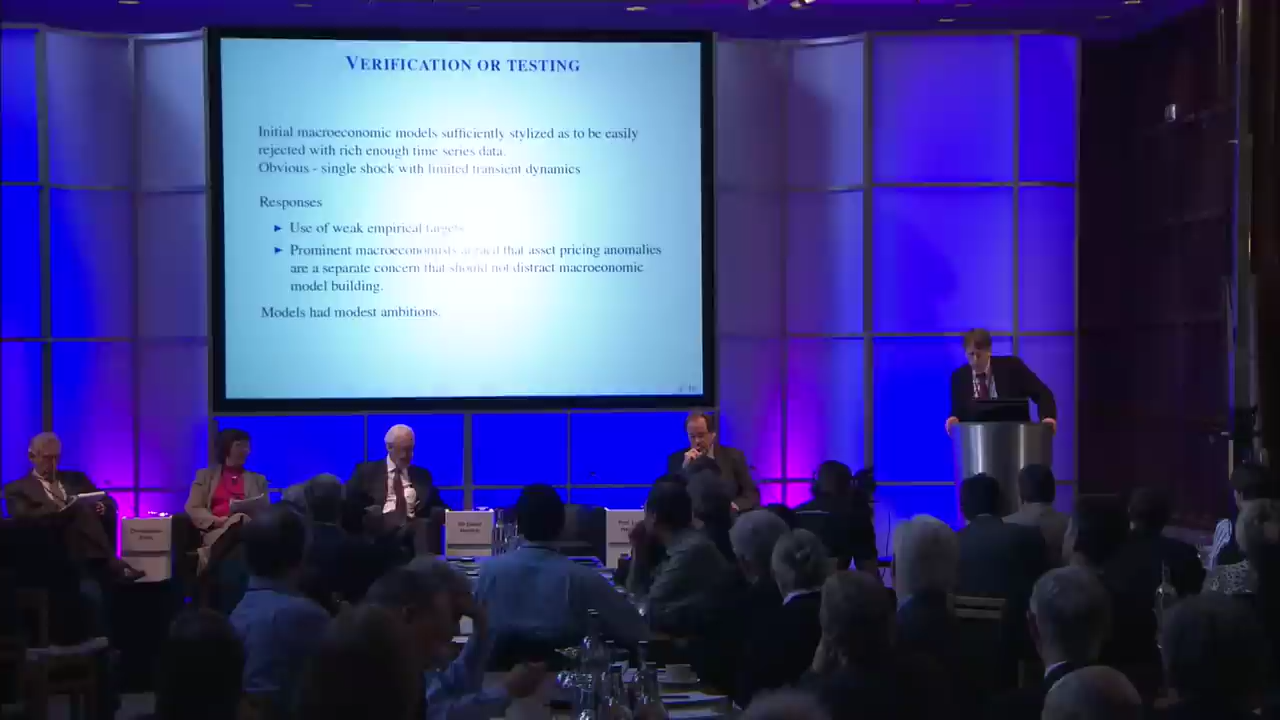 VERIFICATION OR TESTING
Initial macroeconomic models sufficiently stylized as to be easily
rejected with rich enough time series data.
Obvious - single shock with limited transient dynamics
Responses
► Use of weak empirical targets
► Prominent macroeconomists argued that asset pricing anomalies
are a separate concern that should not distract macroeconomic
model building.
Models had modest ambitions.